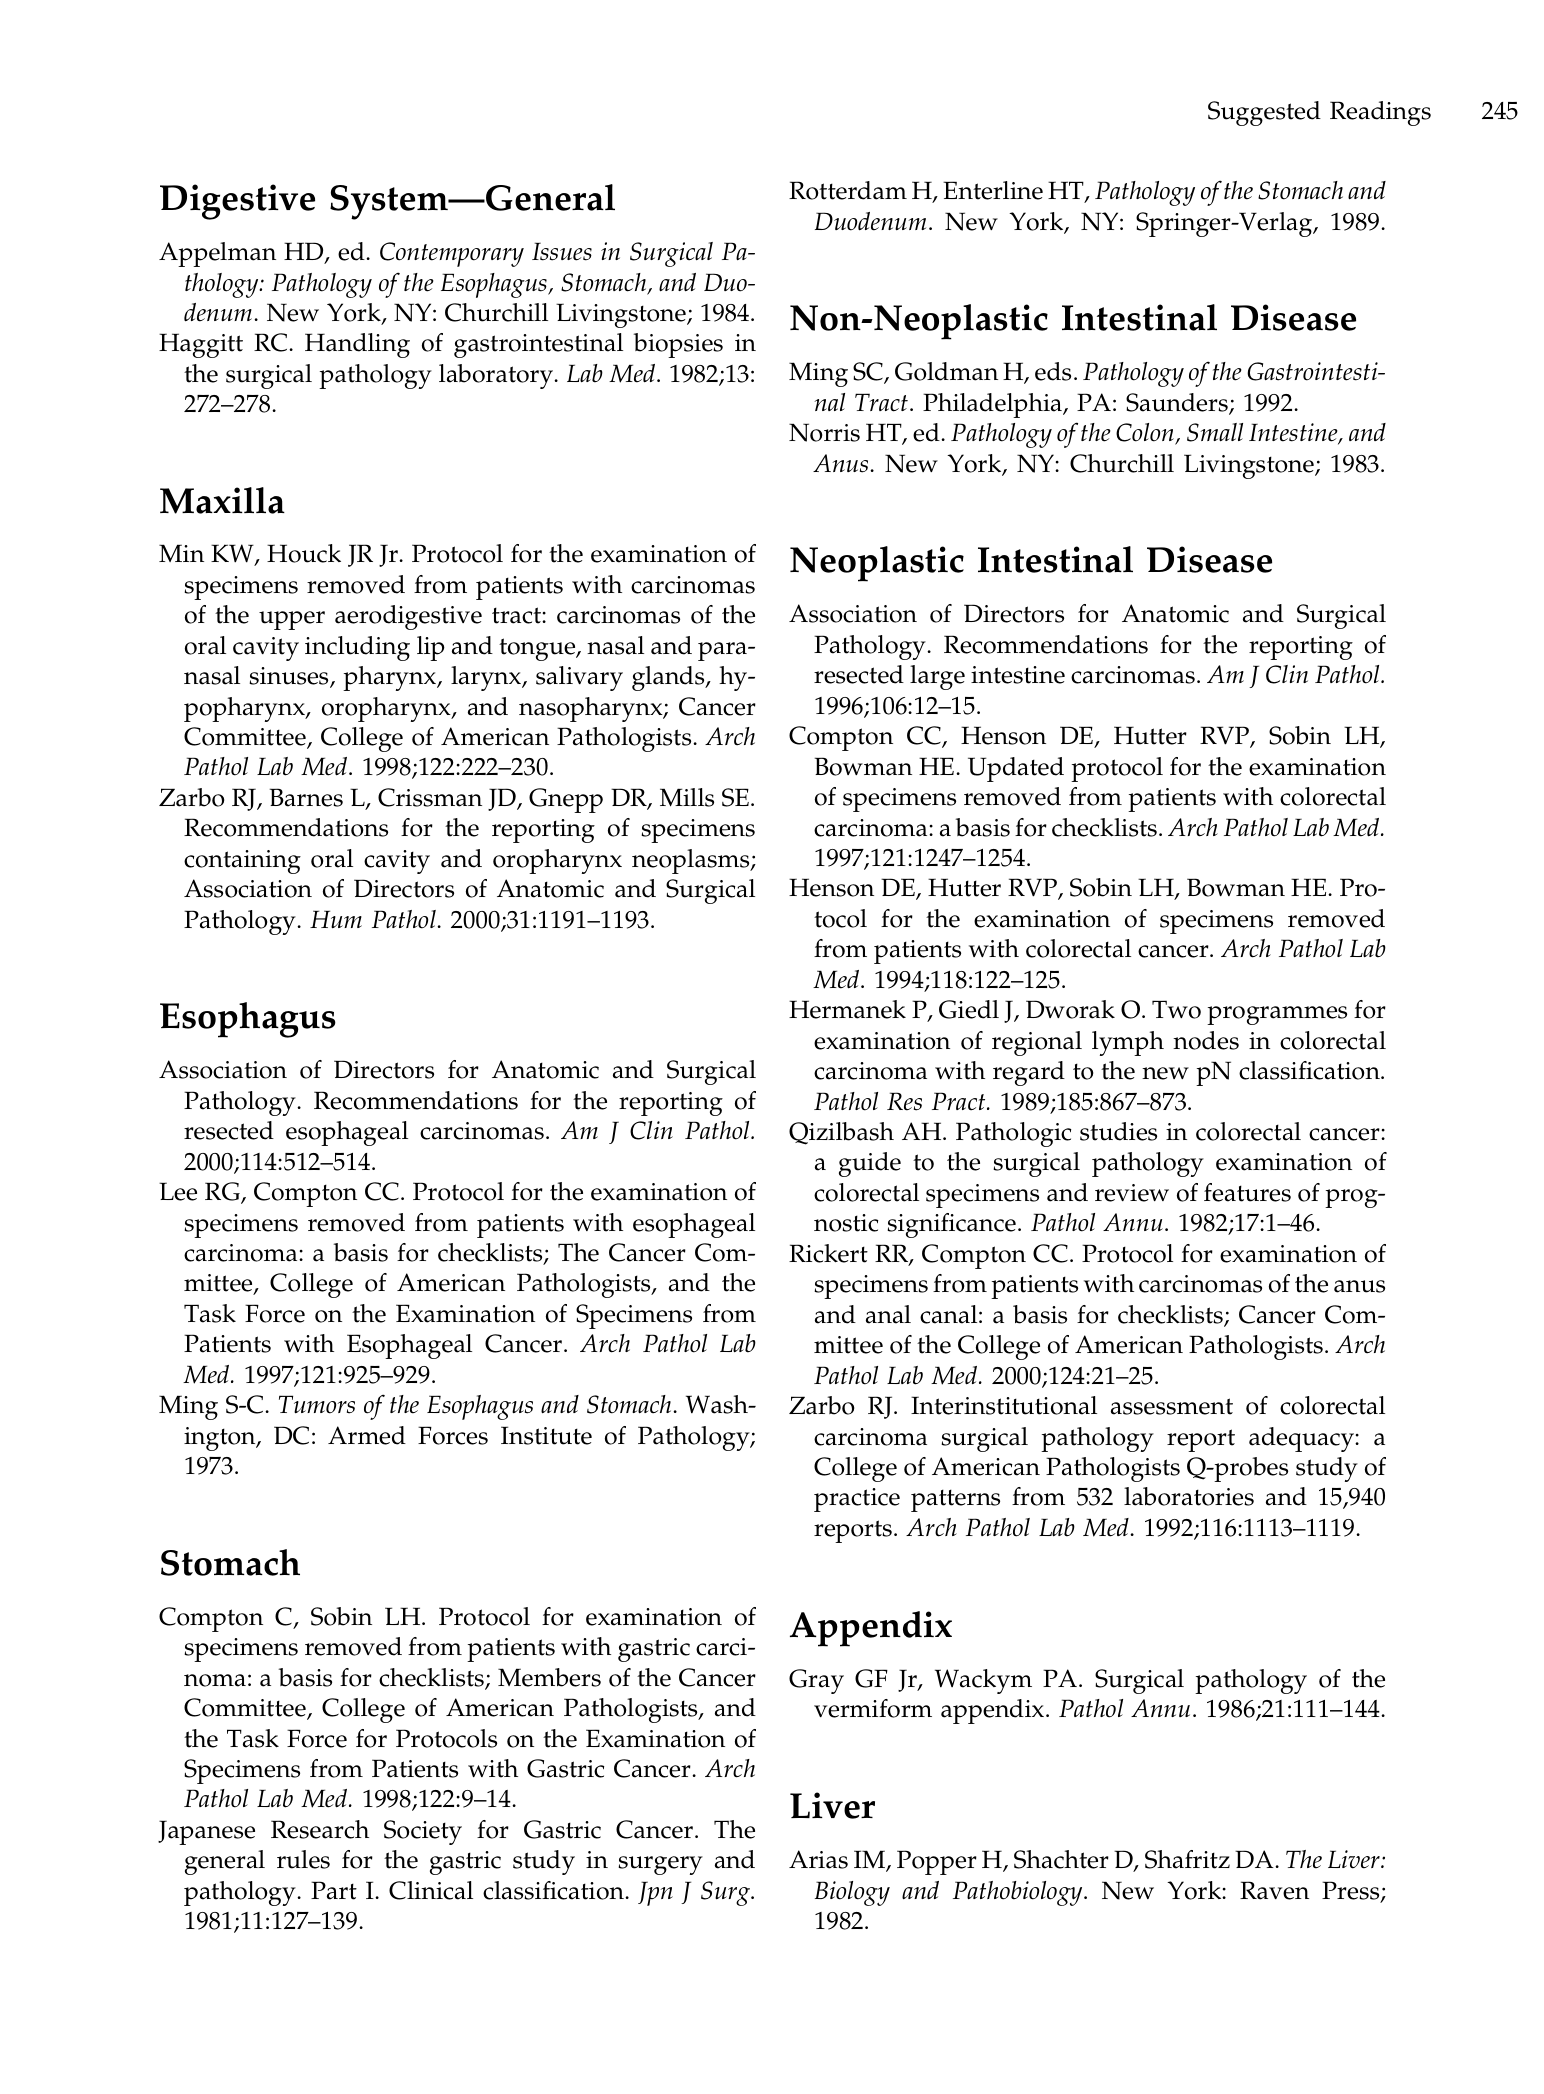 Suggested Readings 245
Digestive System—General
Appelman HD, ed. Contemporary Issues in Surgical Pa-
thology: Pathology of the Esophagus, Stomach, and Duo-
denum. New York, NY: Churchill Livingstone; 1984.
Haggitt RC. Handling of gastrointestinal biopsies in
the surgical pathology laboratory. Lab Med. 1982;13:
272–278.
Maxilla
Min KW, Houck JR Jr. Protocol for the examination of
specimens removed from patients with carcinomas
of the upper aerodigestive tract: carcinomas of the
oral cavity including lip and tongue, nasal and para-
nasal sinuses, pharynx, larynx, salivary glands, hy-
popharynx, oropharynx, and nasopharynx; Cancer
Committee, College of American Pathologists. Arch
Pathol Lab Med. 1998;122:222–230.
Zarbo RJ, Barnes L, Crissman JD, Gnepp DR, Mills SE.
Recommendations for the reporting of specimens
containing oral cavity and oropharynx neoplasms;
Association of Directors of Anatomic and Surgical
Pathology. Hum Pathol. 2000;31:1191–1193.
Esophagus
Association of Directors for Anatomic and Surgical
Pathology. Recommendations for the reporting of
resected esophageal carcinomas. Am J Clin Pathol.
2000;114:512–514.
Lee RG, Compton CC. Protocol for the examination of
specimens removed from patients with esophageal
carcinoma: a basis for checklists; The Cancer Com-
mittee, College of American Pathologists, and the
Task Force on the Examination of Specimens from
Patients with Esophageal Cancer. Arch Pathol Lab
Med. 1997;121:925–929.
Ming S-C. Tumors of the Esophagus and Stomach. Wash-
ington, DC: Armed Forces Institute of Pathology;
1973.
Stomach
Compton C, Sobin LH. Protocol for examination of
specimens removed from patients with gastric carci-
noma: a basis for checklists; Members of the Cancer
Committee, College of American Pathologists, and
the Task Force for Protocols on the Examination of
Specimens from Patients with Gastric Cancer. Arch
Pathol Lab Med. 1998;122:9–14.
Japanese Research Society for Gastric Cancer. The
general rules for the gastric study in surgery and
pathology. Part I. Clinical classification. Jpn J Surg.
1981;11:127–139.
Rotterdam H, Enterline HT, Pathology of the Stomach and
Duodenum. New York, NY: Springer-Verlag, 1989.
Non-Neoplastic Intestinal Disease
Ming SC, Goldman H, eds. Pathology of the Gastrointesti-
nal Tract. Philadelphia, PA: Saunders; 1992.
Norris HT, ed. Pathology of the Colon, Small Intestine, and
Anus. New York, NY: Churchill Livingstone; 1983.
Neoplastic Intestinal Disease
Association of Directors for Anatomic and Surgical
Pathology. Recommendations for the reporting of
resected large intestine carcinomas. Am J Clin Pathol.
1996;106:12–15.
Compton CC, Henson DE, Hutter RVP, Sobin LH,
Bowman HE. Updated protocol for the examination
of specimens removed from patients with colorectal
carcinoma: a basis for checklists. Arch Pathol Lab Med.
1997;121:1247–1254.
Henson DE, Hutter RVP, Sobin LH, Bowman HE. Pro-
tocol for the examination of specimens removed
from patients with colorectal cancer. Arch Pathol Lab
Med. 1994;118:122–125.
Hermanek P, Giedl J, Dworak O. Two programmes for
examination of regional lymph nodes in colorectal
carcinoma with regard to the new pN classification.
Pathol Res Pract. 1989;185:867–873.
Qizilbash AH. Pathologic studies in colorectal cancer:
a guide to the surgical pathology examination of
colorectal specimens and review of features of prog-
nostic significance. Pathol Annu. 1982;17:1–46.
Rickert RR, Compton CC. Protocol for examination of
specimens from patients with carcinomas of the anus
and anal canal: a basis for checklists; Cancer Com-
mittee of the College of American Pathologists. Arch
Pathol Lab Med. 2000;124:21–25.
Zarbo RJ. Interinstitutional assessment of colorectal
carcinoma surgical pathology report adequacy: a
College of American Pathologists Q-probes study of
practice patterns from 532 laboratories and 15,940
reports. Arch Pathol Lab Med. 1992;116:1113–1119.
Appendix
Gray GF Jr, Wackym PA. Surgical pathology of the
vermiform appendix. Pathol Annu. 1986;21:111–144.
Liver
Arias IM, Popper H, Shachter D, Shafritz DA. The Liver:
Biology and Pathobiology. New York: Raven Press;
1982.